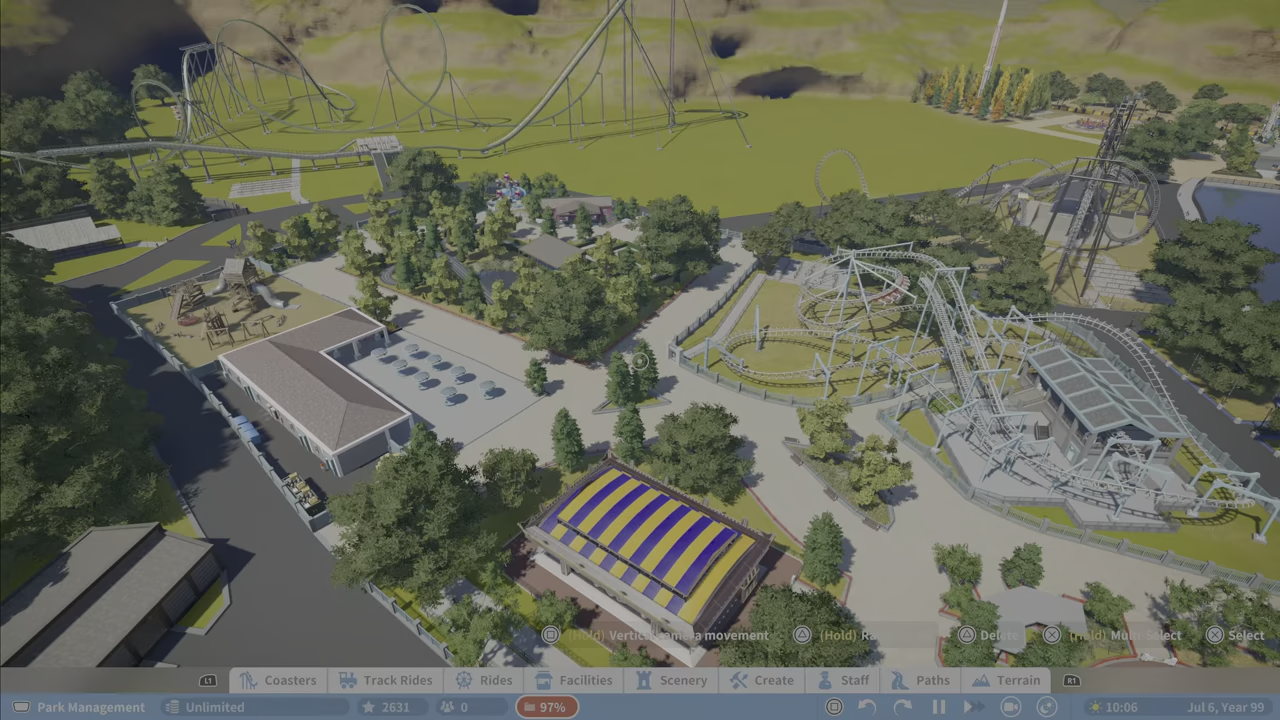 (Hold) Vertical camera movement (Hold) Ra Delete (Hold) Multi Select Select
L1 Coasters Track Rides Rides Facilities Scenery Create Staff Paths Terrain R1
Park Management Unlimited 2631 0 97% 10:06 Jul 6, Year 99